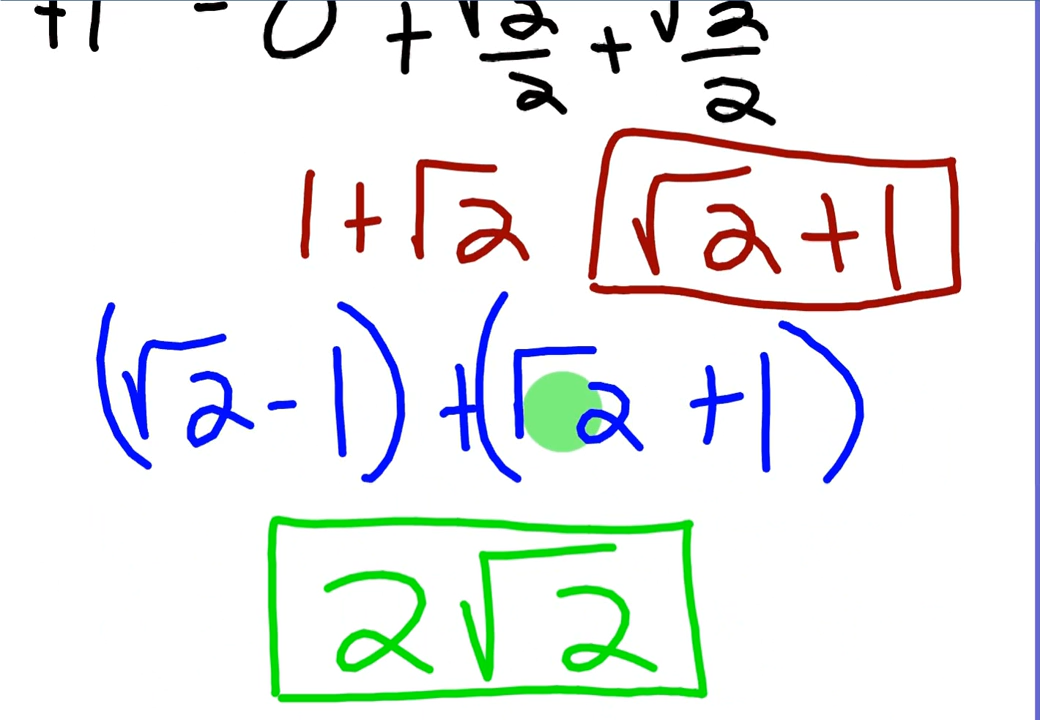 +1 - 0 + √2/2 + √2/2
1 + √2 √2 + 1
(√2 - 1) + (√2 + 1)
2√2